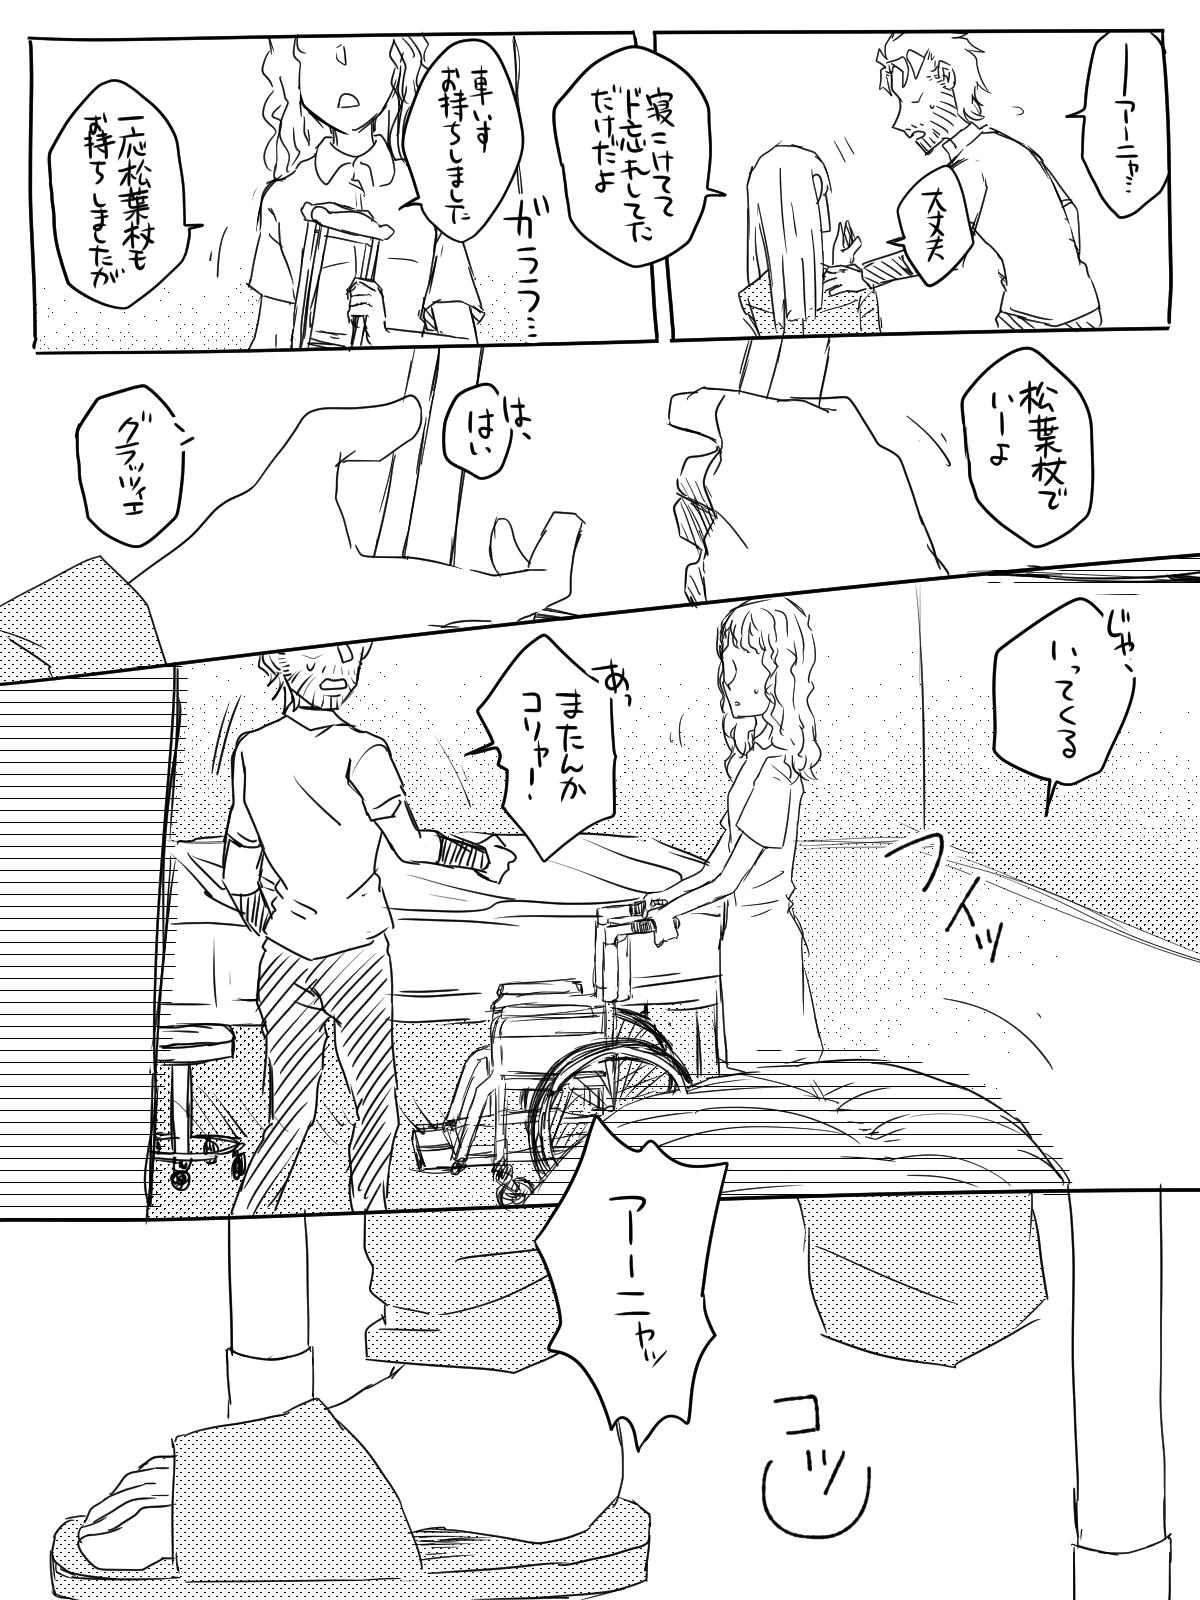 アーニャ…
大丈夫
寝こけてて
ド忘れしてた
だけだよ
ガララ…
車いす
お持ちしました
一応松葉杖も
お持ちしましたが
松葉杖で
いーよ
は、
はい
グラッツィエ
じゃ、
いってくる
フイッ
あっ
またんか
コリャー!
アーニャッ
コツ